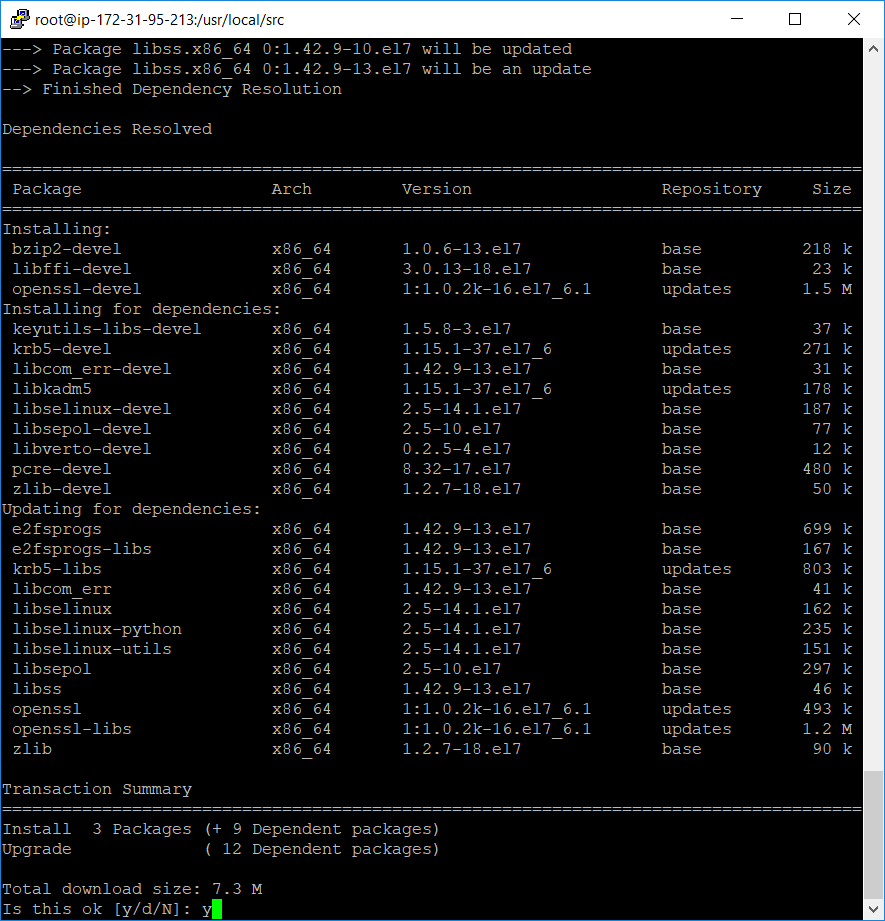 root@ip-172-31-95-213:/usr/local/src
---> Package libss.x86_64 0:1.42.9-10.el7 will be updated
---> Package libss.x86_64 0:1.42.9-13.el7 will be an update
--> Finished Dependency Resolution
Dependencies Resolved
================================================================================
Package Arch Version Repository Size
================================================================================
Installing:
bzip2-devel x86_64 1.0.6-13.el7 base 218 k
libffi-devel x86_64 3.0.13-18.el7 base 23 k
openssl-devel x86_64 1:1.0.2k-16.el7_6.1 updates 1.5 M
Installing for dependencies:
keyutils-libs-devel x86_64 1.5.8-3.el7 base 37 k
krb5-devel x86_64 1.15.1-37.el7_6 updates 271 k
libcom_err-devel x86_64 1.42.9-13.el7 base 31 k
libkadm5 x86_64 1.15.1-37.el7_6 updates 178 k
libselinux-devel x86_64 2.5-14.1.el7 base 187 k
libsepol-devel x86_64 2.5-10.el7 base 77 k
libverto-devel x86_64 0.2.5-4.el7 base 12 k
pcre-devel x86_64 8.32-17.el7 base 480 k
zlib-devel x86_64 1.2.7-18.el7 base 50 k
Updating for dependencies:
e2fsprogs x86_64 1.42.9-13.el7 base 699 k
e2fsprogs-libs x86_64 1.42.9-13.el7 base 167 k
krb5-libs x86_64 1.15.1-37.el7_6 updates 803 k
libcom_err x86_64 1.42.9-13.el7 base 41 k
libselinux x86_64 2.5-14.1.el7 base 162 k
libselinux-python x86_64 2.5-14.1.el7 base 235 k
libselinux-utils x86_64 2.5-14.1.el7 base 151 k
libsepol x86_64 2.5-10.el7 base 297 k
libss x86_64 1.42.9-13.el7 base 46 k
openssl x86_64 1:1.0.2k-16.el7_6.1 updates 493 k
openssl-libs x86_64 1:1.0.2k-16.el7_6.1 updates 1.2 M
zlib x86_64 1.2.7-18.el7 base 90 k
Transaction Summary
================================================================================
Install 3 Packages (+ 9 Dependent packages)
Upgrade ( 12 Dependent packages)
Total download size: 7.3 M
Is this ok [y/d/N]: y